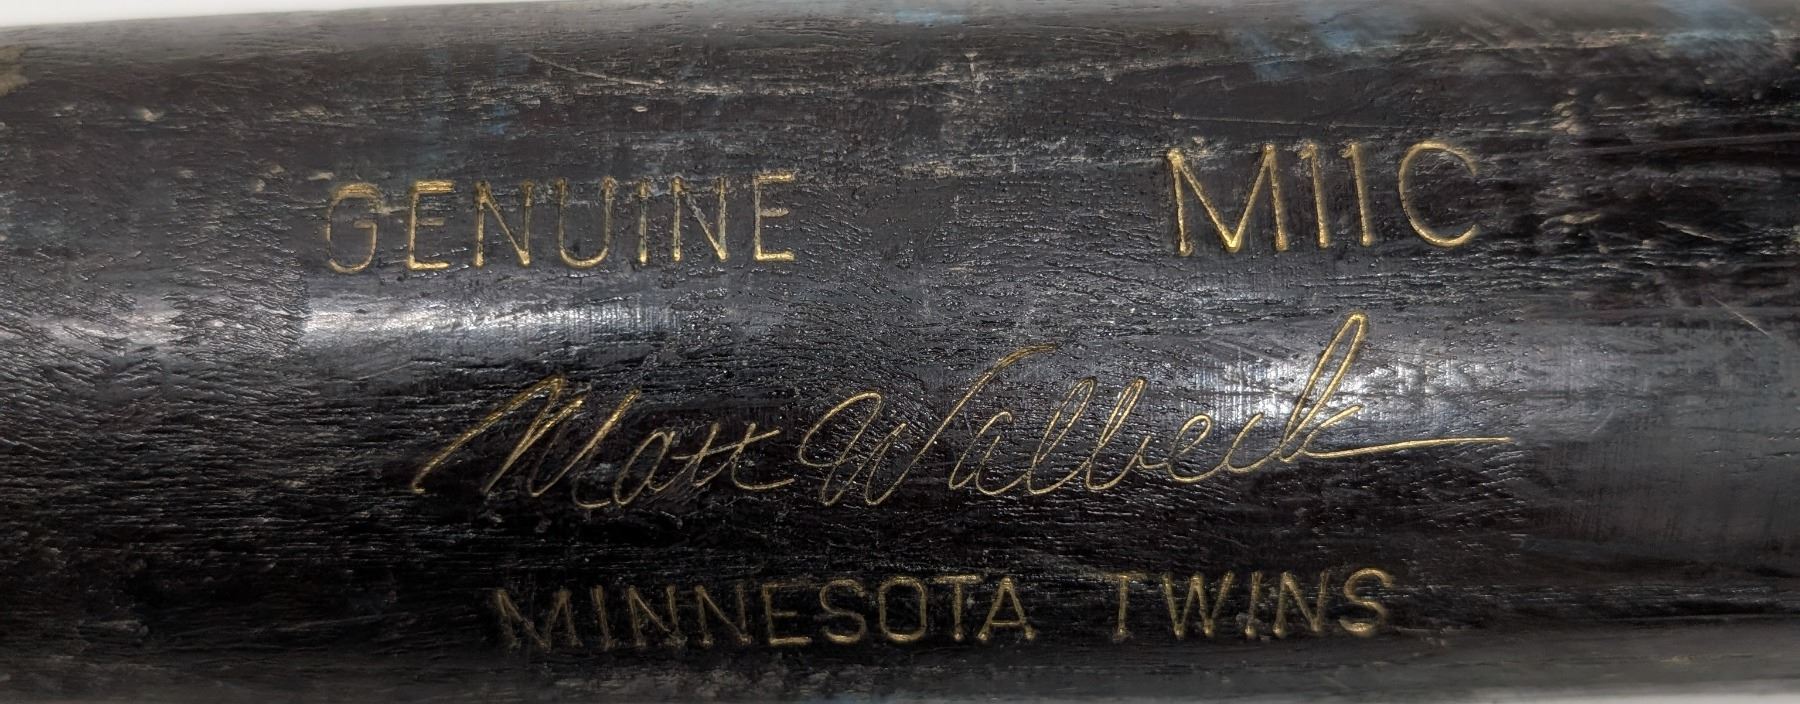 GENUINE M11C
Matt Walbeck
MINNESOTA TWINS